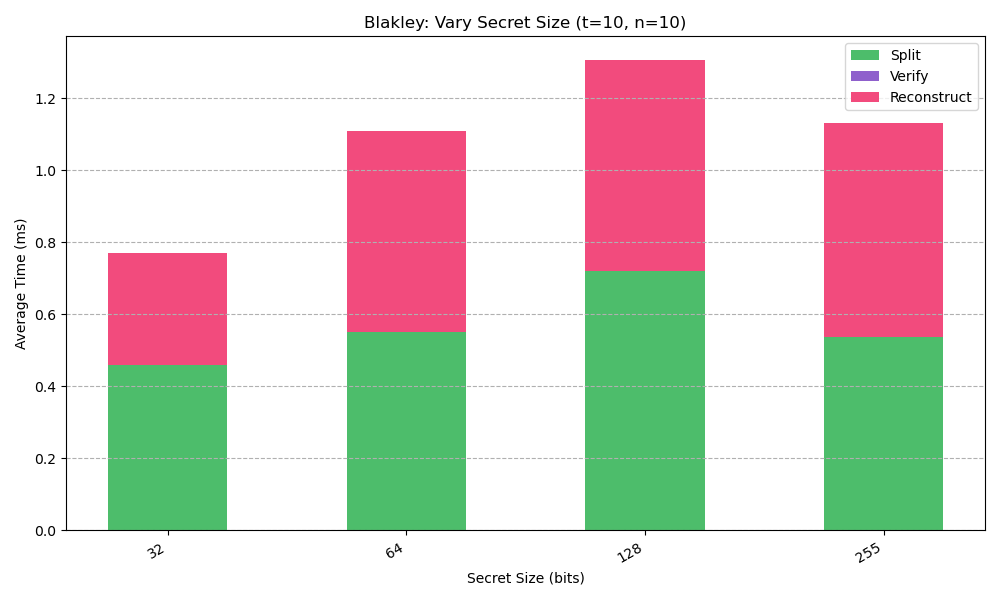 Blakley: Vary Secret Size (t=10, n=10)
Split
Verify
Reconstruct
Average Time (ms)
1.2
1.0
0.8
0.6
0.4
0.2
0.0
32
64
128
255
Secret Size (bits)